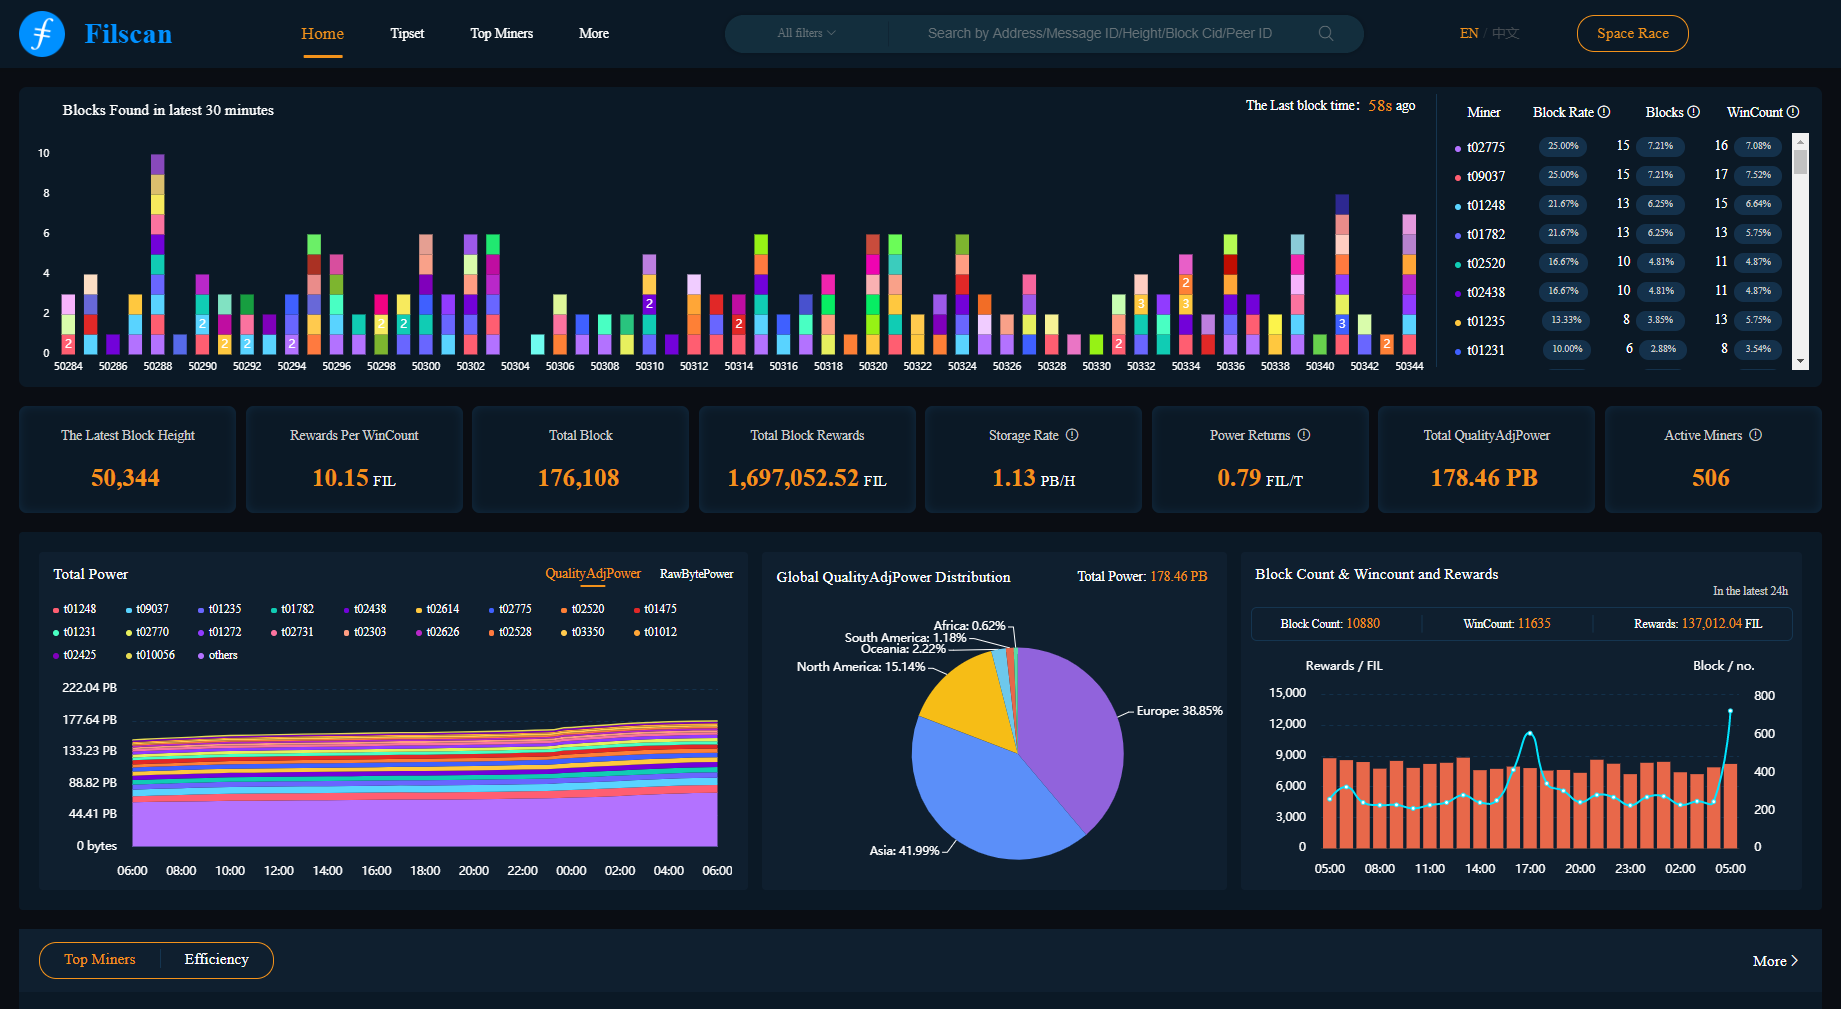 Filscan
Home Tipset Top Miners More
All filters Search by Address/Message ID/Height/Block Cid/Peer ID
EN / 中文
Space Race
Blocks Found in latest 30 minutes
The Last block time：58s ago
10
8
6
4
2
0
2 2 2 2 2 2 2 2 2 2 3 3 2 3 2
50284 50286 50288 50290 50292 50294 50296 50298 50300 50302 50304 50306 50308 50310 50312 50314 50316 50318 50320 50322 50324 50326 50328 50330 50332 50334 50336 50338 50340 50342 50344
Miner Block Rate Blocks WinCount
t02775 25.00% 15 7.21% 16 7.08%
t09037 25.00% 15 7.21% 17 7.52%
t01248 21.67% 13 6.25% 15 6.64%
t01782 21.67% 13 6.25% 13 5.75%
t02520 16.67% 10 4.81% 11 4.87%
t02438 16.67% 10 4.81% 11 4.87%
t01235 13.33% 8 3.85% 13 5.75%
t01231 10.00% 6 2.88% 8 3.54%
The Latest Block Height
50,344
Rewards Per WinCount
10.15 FIL
Total Block
176,108
Total Block Rewards
1,697,052.52 FIL
Storage Rate
1.13 PB/H
Power Returns
0.79 FIL/T
Total QualityAdjPower
178.46 PB
Active Miners
506
Total Power
QualityAdjPower RawBytePower
t01248 t09037 t01235 t01782 t02438 t02614 t02775 t02520 t01475
t01231 t02770 t01272 t02731 t02303 t02626 t02528 t03350 t01012
t02425 t010056 others
222.04 PB
177.64 PB
133.23 PB
88.82 PB
44.41 PB
0 bytes
06:00 08:00 10:00 12:00 14:00 16:00 18:00 20:00 22:00 00:00 02:00 04:00 06:00
Global QualityAdjPower Distribution
Total Power: 178.46 PB
Africa: 0.62%
South America: 1.18%
Oceania: 2.22%
North America: 15.14%
Europe: 38.85%
Asia: 41.99%
Block Count & Wincount and Rewards
In the latest 24h
Block Count: 10880 WinCount: 11635 Rewards: 137,012.04 FIL
Rewards / FIL Block / no.
15,000 800
12,000
9,000 600
6,000 400
3,000 200
0 0
05:00 08:00 11:00 14:00 17:00 20:00 23:00 02:00 05:00
Top Miners Efficiency
More